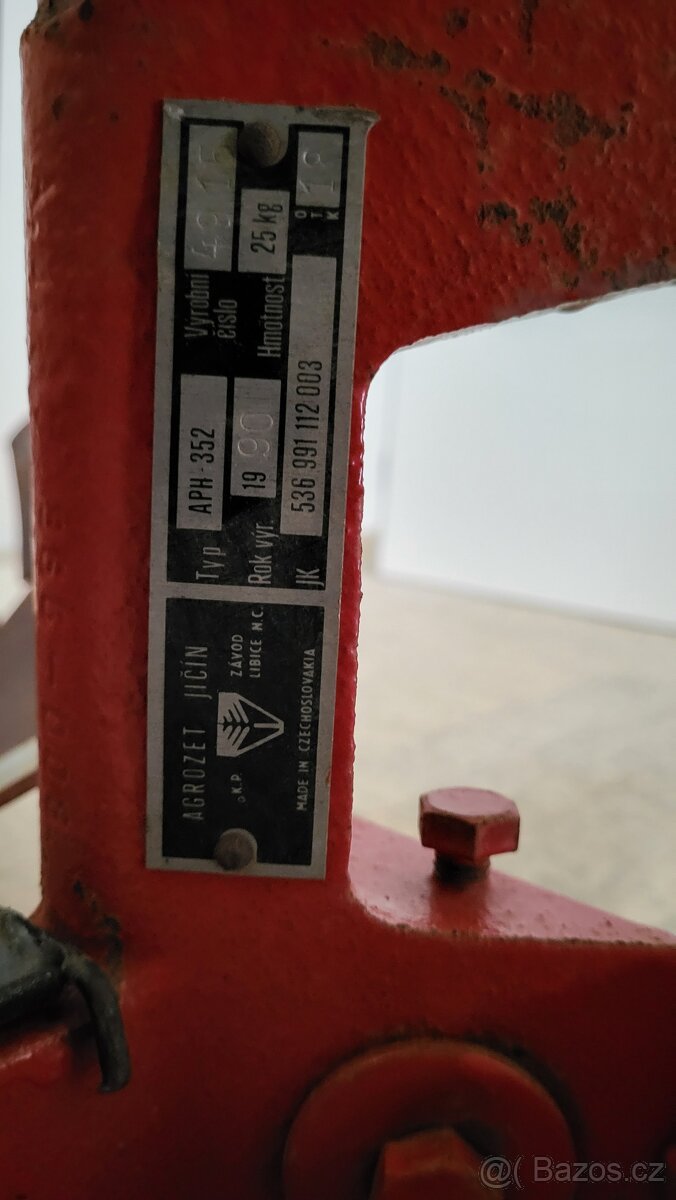 AGROZET JIČÍN
o.K.P.
ZÁVOD
LIBICE N.C.
MADE IN CZECHOSLOVAKIA
Typ APH-352
Výrobní číslo 4915
Rok výr. 1990
Hmotnost 25 kg
JK 536 991 112 003
OTK
@( Bazos.cz